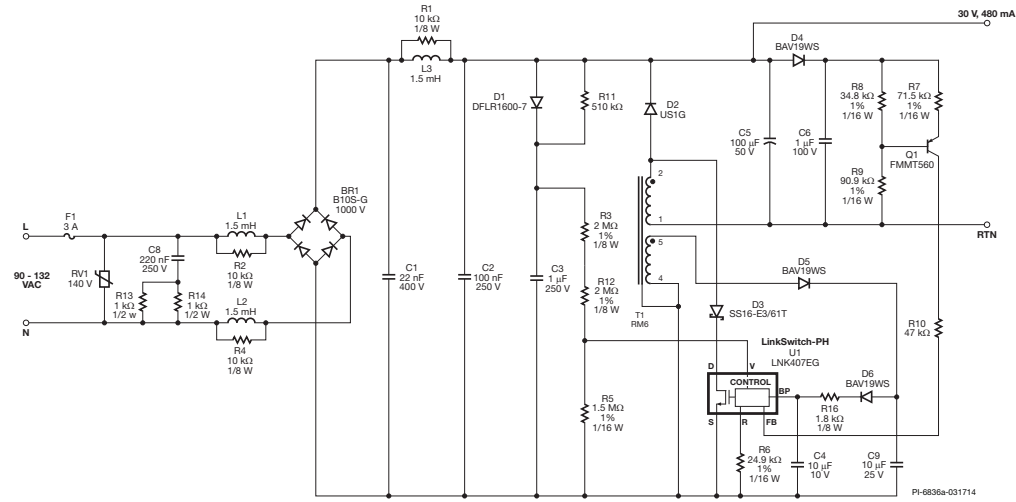 30 V, 480 mA
R1
10 kΩ
1/8 W
L3
1.5 mH
D1
DFLR1600-7
R11
510 kΩ
D2
US1G
D4
BAV19WS
C5
100 µF
50 V
C6
1 µF
100 V
R8
34.8 kΩ
1%
1/16 W
R7
71.5 kΩ
1%
1/16 W
Q1
FMMT560
R9
90.9 kΩ
1%
1/16 W
RTN
BR1
B10S-G
1000 V
L
F1
3 A
L1
1.5 mH
R2
10 kΩ
1/8 W
C8
220 nF
250 V
90 - 132
VAC
RV1
140 V
R13
1 kΩ
1/2 w
R14
1 kΩ
1/2 W
L2
1.5 mH
N
R4
10 kΩ
1/8 W
C1
22 nF
400 V
C2
100 nF
250 V
C3
1 µF
250 V
R3
2 MΩ
1%
1/8 W
R12
2 MΩ
1%
1/8 W
R5
1.5 MΩ
1%
1/16 W
2
1
5
4
T1
RM6
D5
BAV19WS
D3
SS16-E3/61T
R10
47 kΩ
LinkSwitch-PH
U1
LNK407EG
D
V
CONTROL
BP
S
R
FB
D6
BAV19WS
R16
1.8 kΩ
1/8 W
R6
24.9 kΩ
1%
1/16 W
C4
10 µF
10 V
C9
10 µF
25 V
PI-6836a-031714